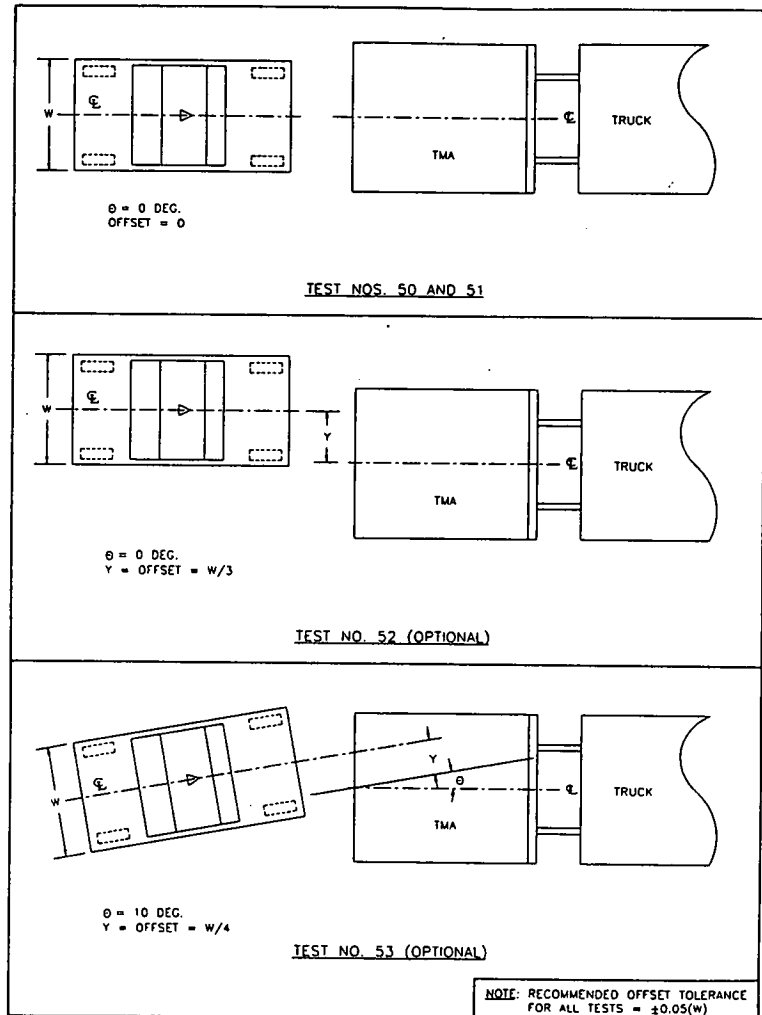 W
℄
TMA
℄
TRUCK
Θ = 0 DEG.
OFFSET = 0
TEST NOS. 50 AND 51
W
℄
Y
TMA
℄
TRUCK
Θ = 0 DEG.
Y = OFFSET = W/3
TEST NO. 52 (OPTIONAL)
W
℄
Y
Θ
TMA
℄
TRUCK
Θ = 10 DEG.
Y = OFFSET = W/4
TEST NO. 53 (OPTIONAL)
NOTE: RECOMMENDED OFFSET TOLERANCE
FOR ALL TESTS = ±0.05(W)